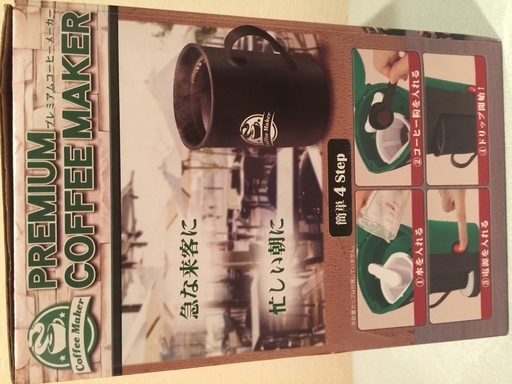 プレミアムコーヒーメーカー
PREMIUM
COFFEE MAKER
Coffee Maker
Coffee Maker
急な来客に
忙しい朝に
簡単 4 Step
①水を入れる
②コーヒー粉を入れる
③電源を入れる
④ドリップ開始！